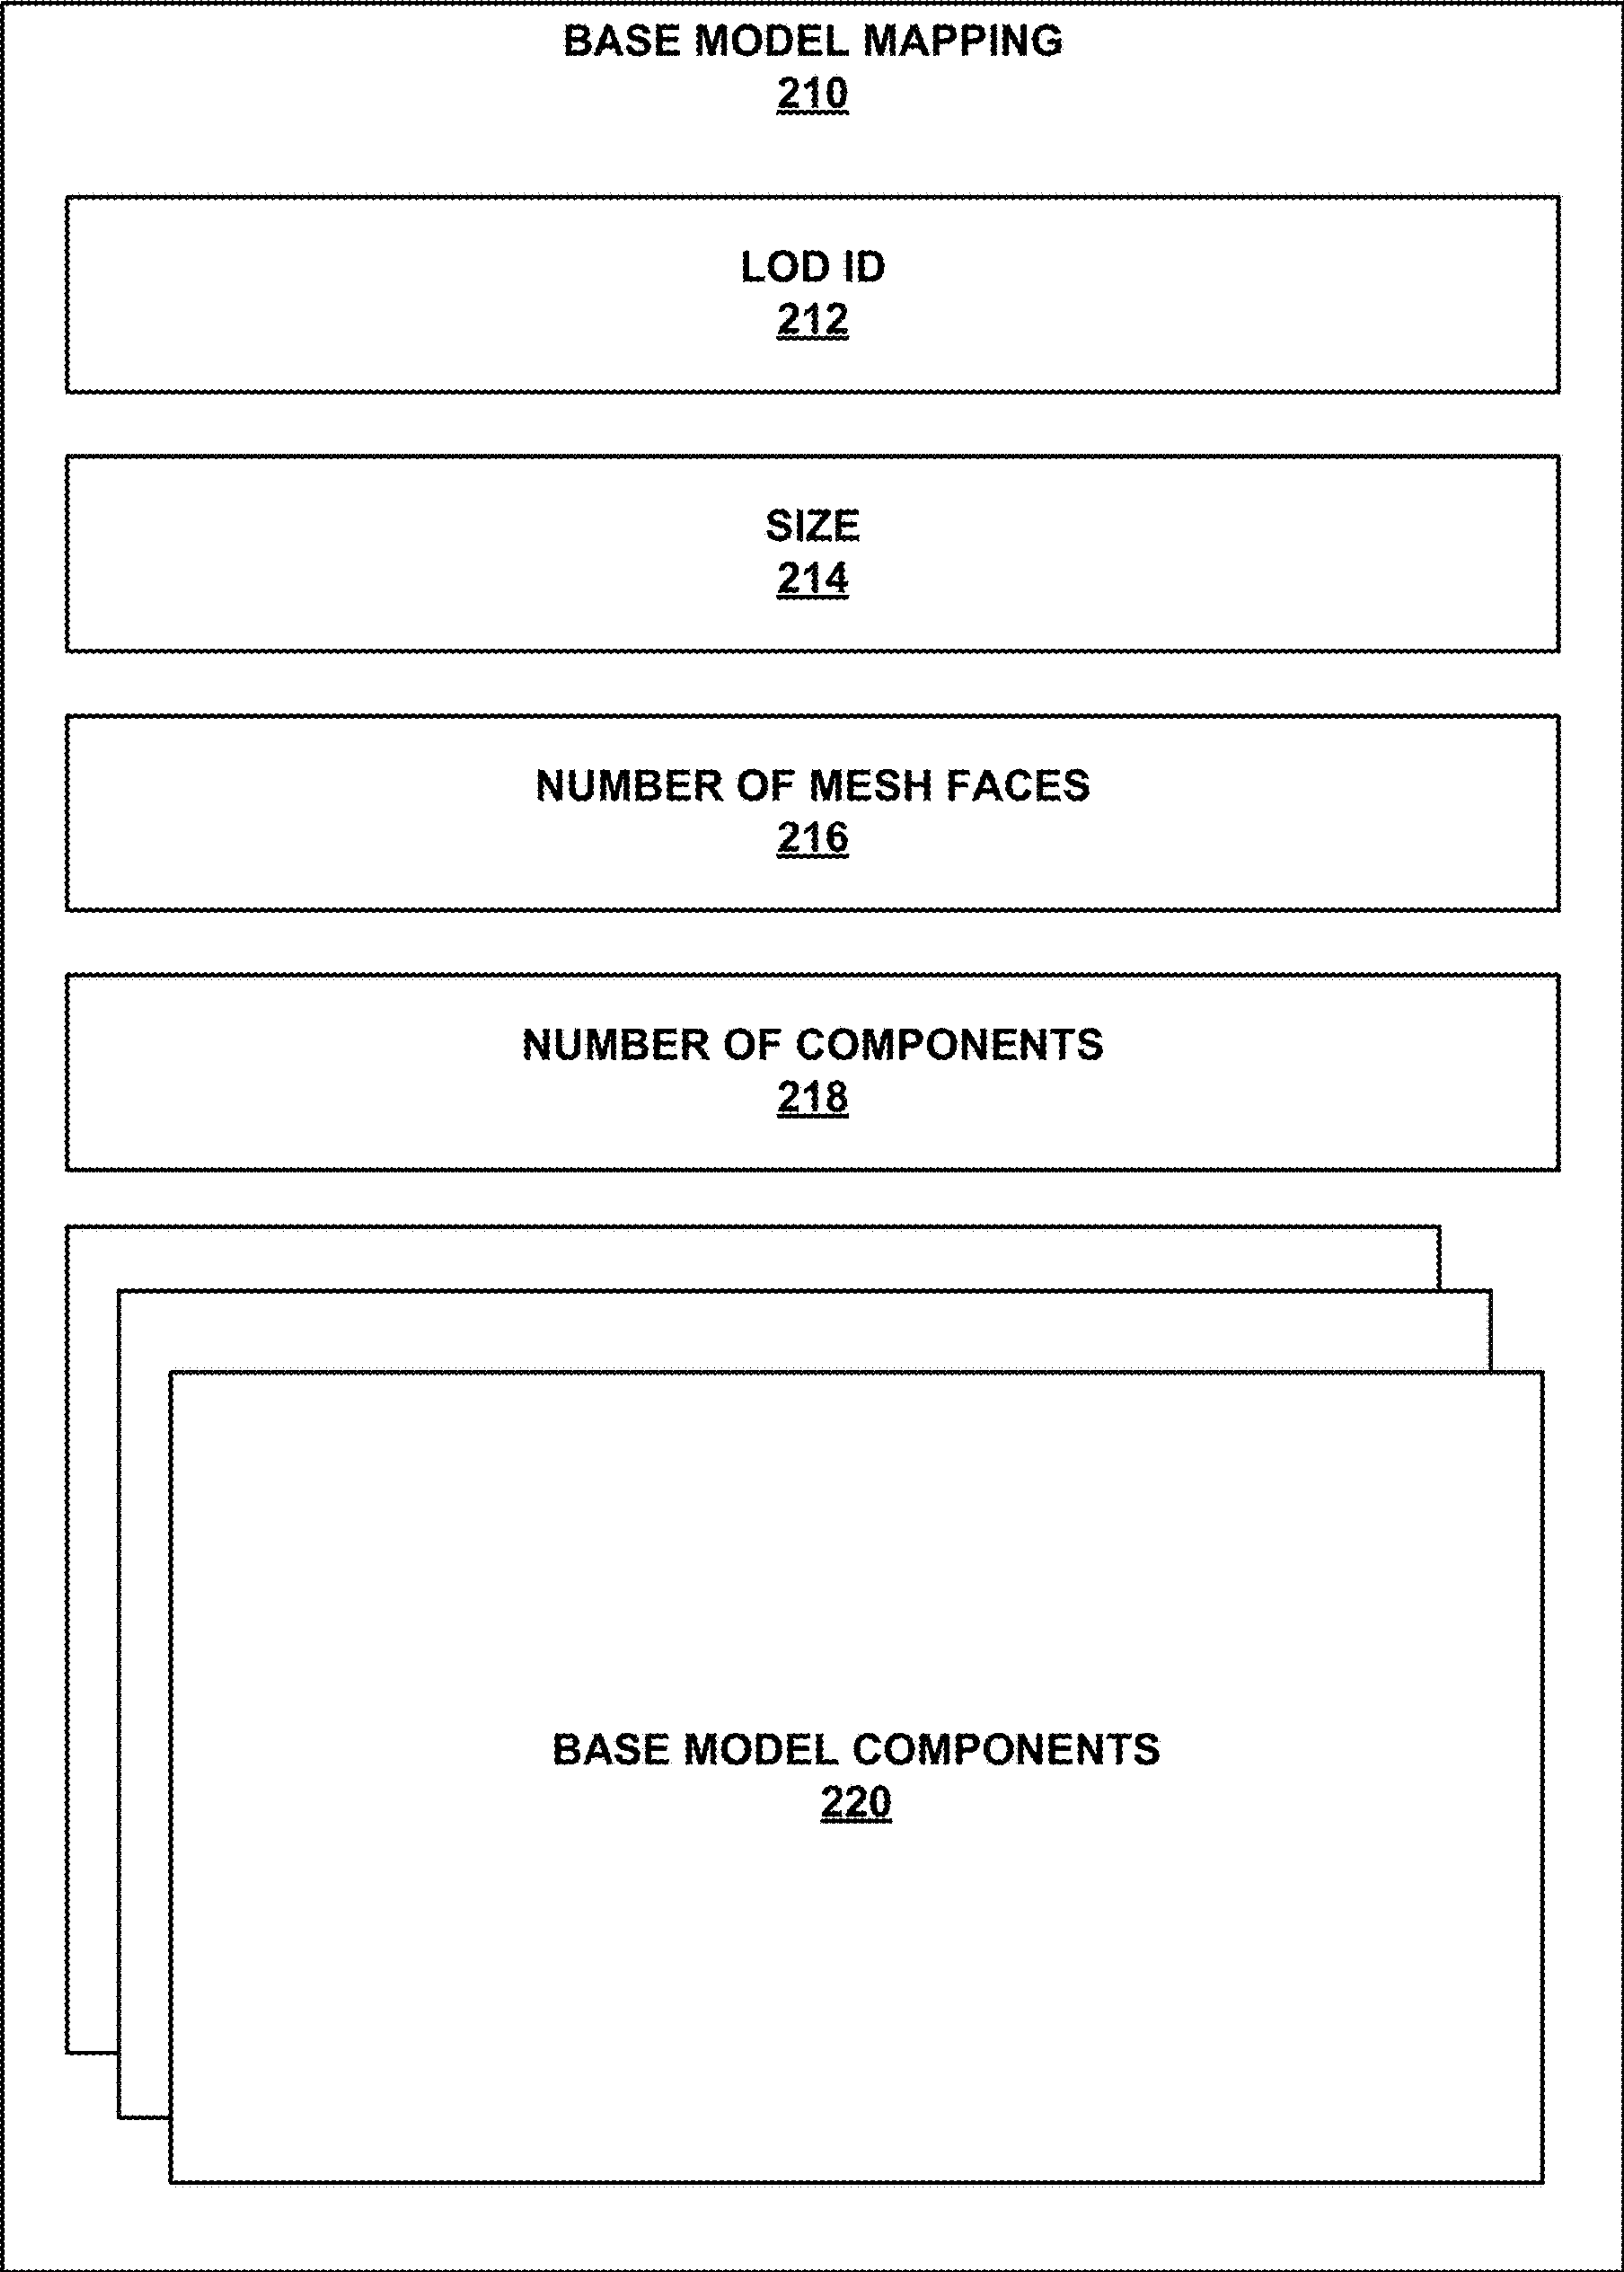 BASE MODEL MAPPING
210
LOD ID
212
SIZE
214
NUMBER OF MESH FACES
216
NUMBER OF COMPONENTS
218
BASE MODEL COMPONENTS
220